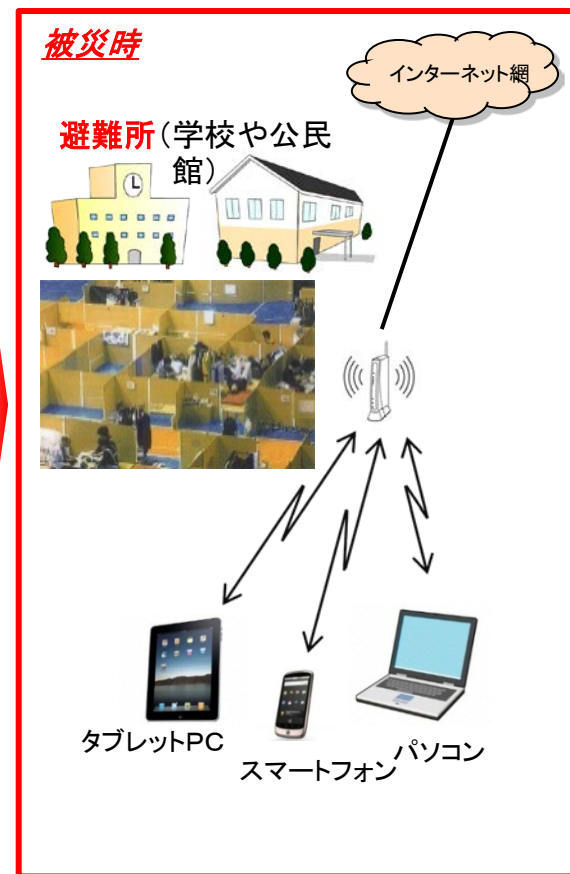 被災時
インターネット網
避難所(学校や公民
館)
タブレットPC
スマートフォン
パソコン